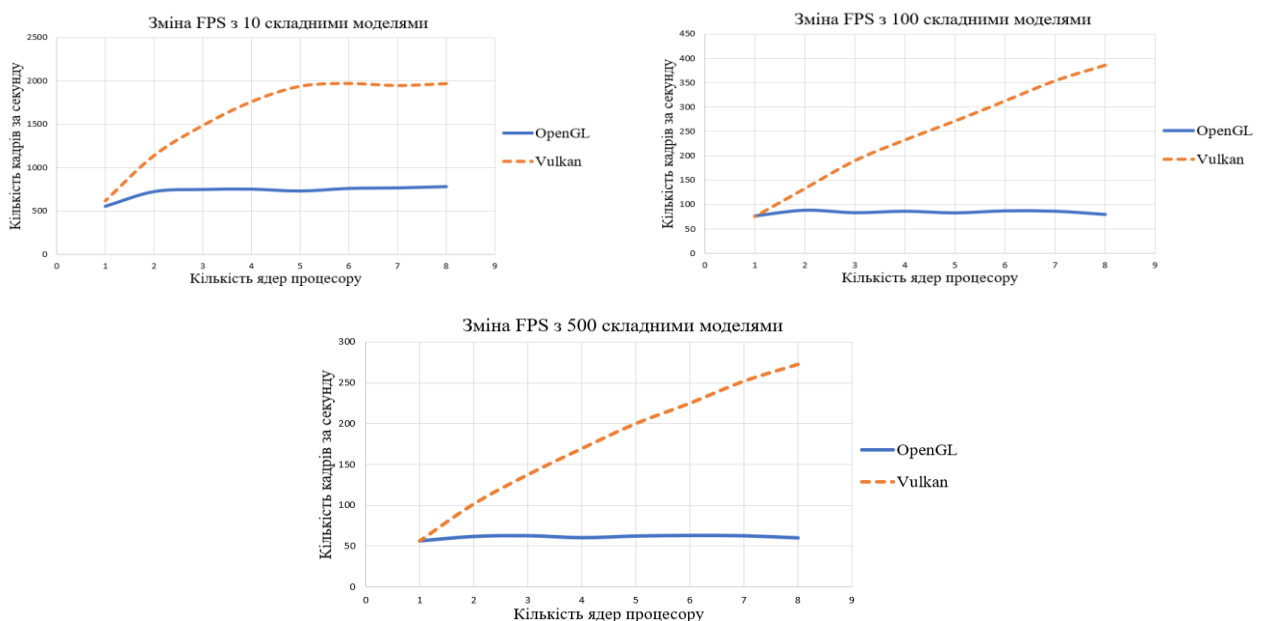 Зміна FPS з 10 складними моделями
Кількість кадрів за секунду
2500
2000
1500
1000
500
0
0 1 2 3 4 5 6 7 8 9
Кількість ядер процесору
OpenGL
Vulkan
Зміна FPS з 100 складними моделями
Кількість кадрів за секунду
450
400
350
300
250
200
150
100
50
0
0 1 2 3 4 5 6 7 8 9
Кількість ядер процесору
OpenGL
Vulkan
Зміна FPS з 500 складними моделями
Кількість кадрів за секунду
300
250
200
150
100
50
0
0 1 2 3 4 5 6 7 8 9
Кількість ядер процесору
OpenGL
Vulkan